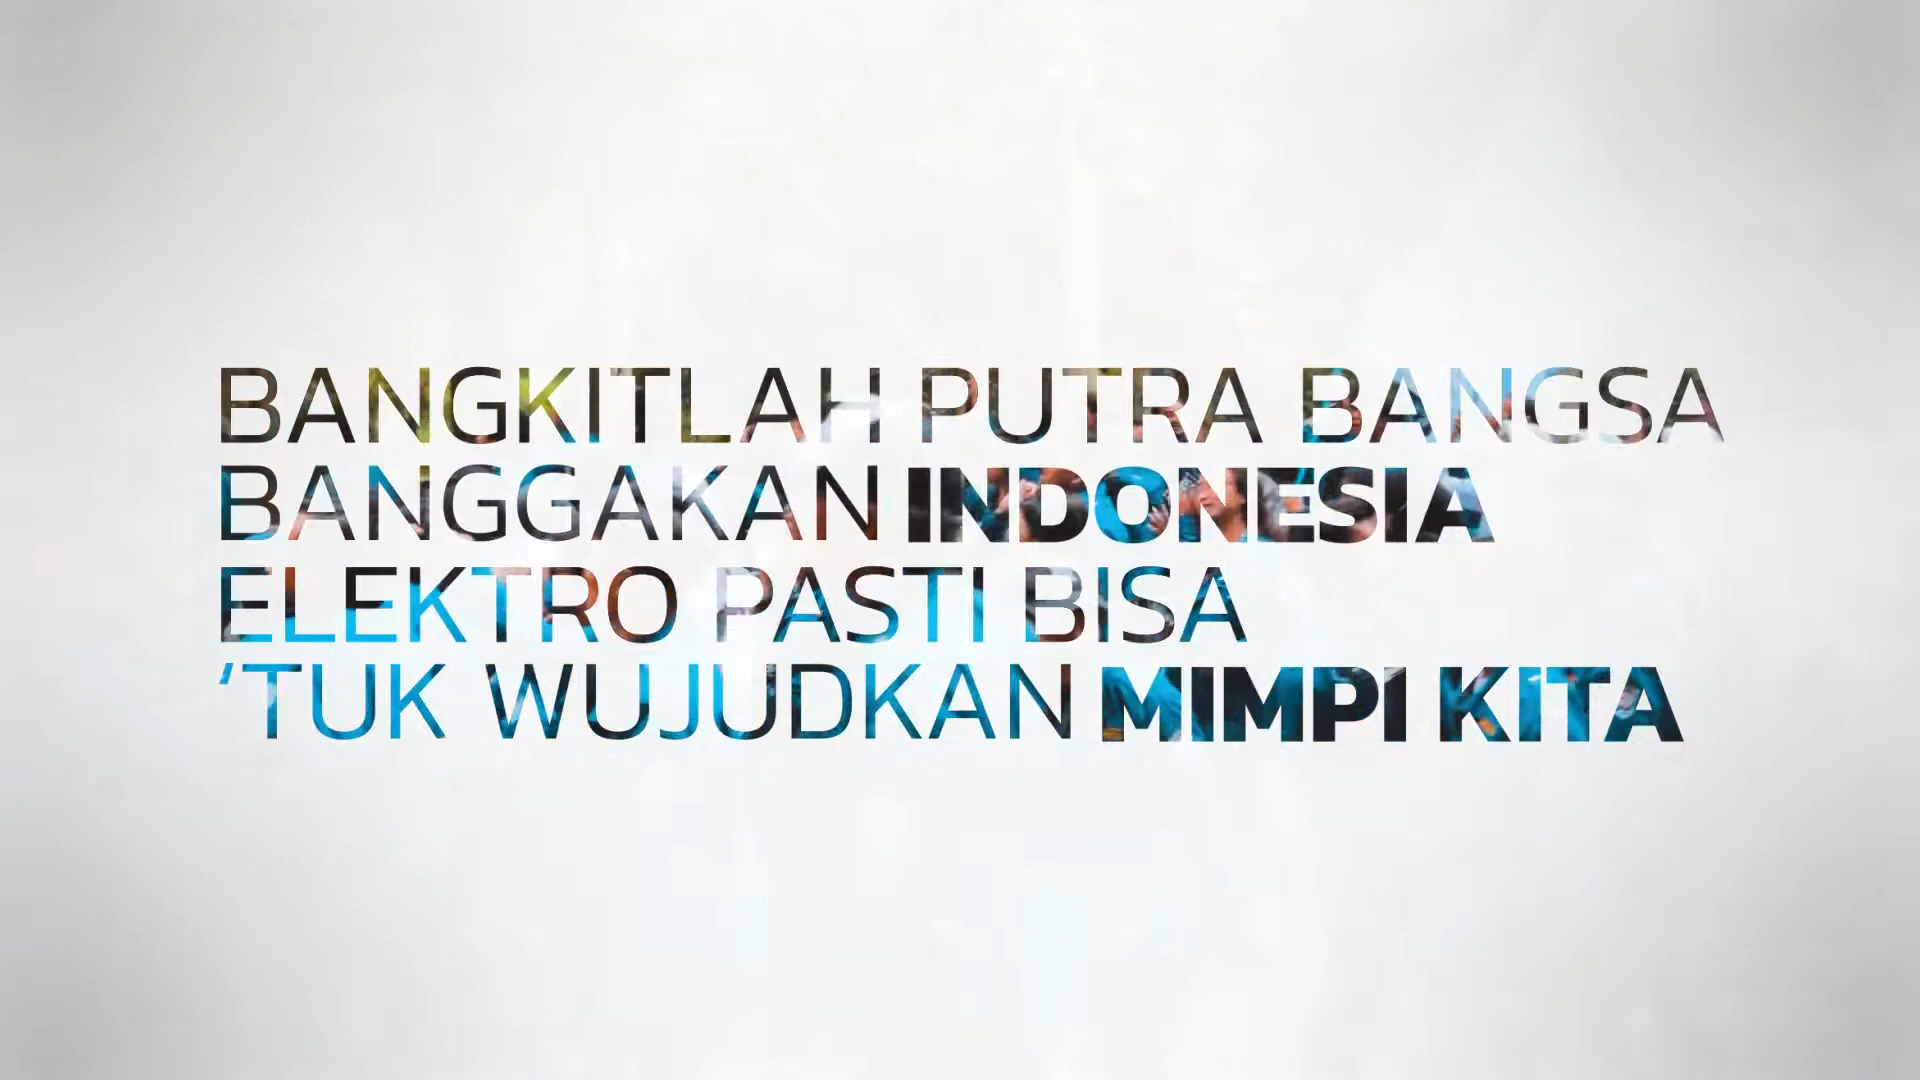 BANGKITLAH PUTRA BANGSA
BANGGAKAN INDONESIA
ELEKTRO PASTI BISA
‘TUK WUJUDKAN MIMPI KITA